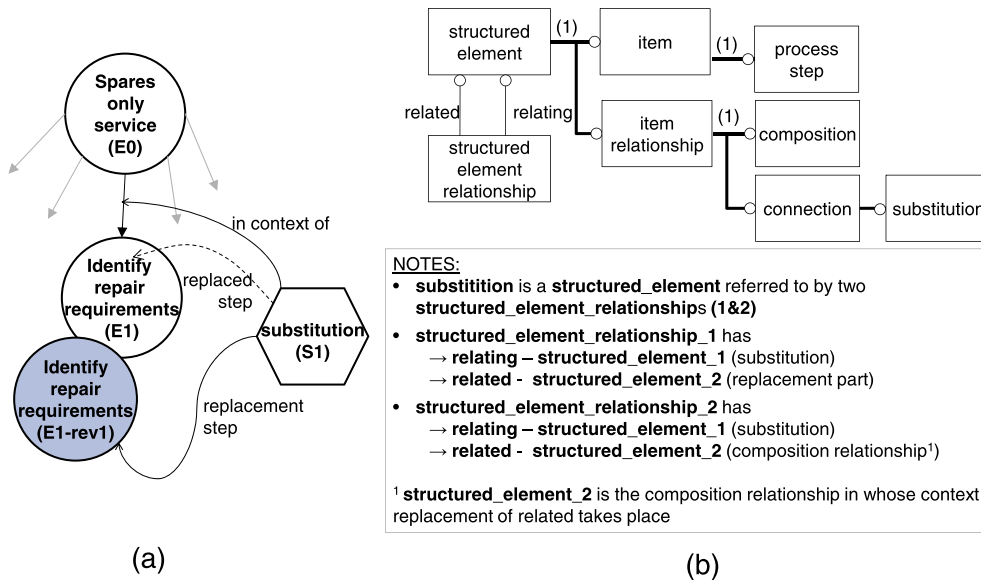 Spares
only
service
(E0)
in context of
Identify
repair
requirements
(E1)
replaced
step
substitution
(S1)
Identify
repair
requirements
(E1-rev1)
replacement
step
(a)
structured
element
(1)
item
(1)
process
step
related
relating
structured
element
relationship
item
relationship
(1)
composition
connection
substitution
NOTES:
• substitition is a structured_element referred to by two
structured_element_relationships (1&2)
• structured_element_relationship_1 has
→ relating – structured_element_1 (substitution)
→ related - structured_element_2 (replacement part)
• structured_element_relationship_2 has
→ relating – structured_element_1 (substitution)
→ related - structured_element_2 (composition relationship¹)
¹ structured_element_2 is the composition relationship in whose context
replacement of related takes place
(b)